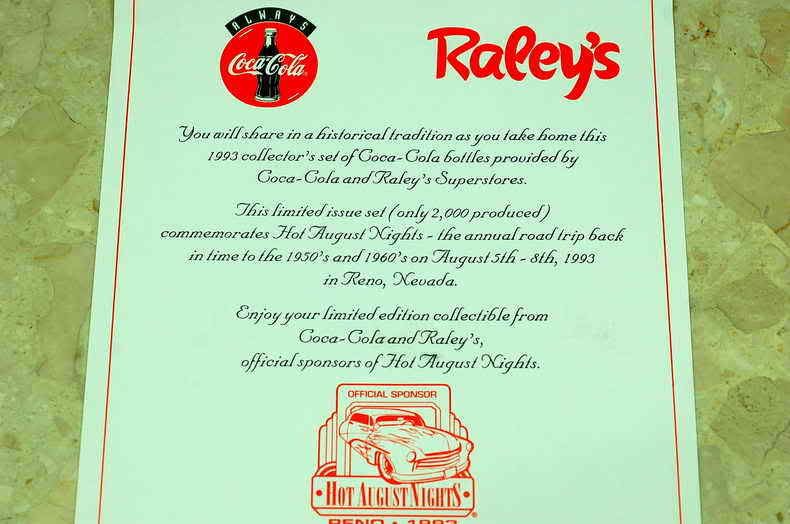 ALWAYS
Coca-Cola
Raley's
You will share in a historical tradition as you take home this
1993 collector's set of Coca-Cola bottles provided by
Coca-Cola and Raley's Superstores.
This limited issue set (only 2,000 produced)
commemorates Hot August Nights - the annual road trip back
in time to the 1950's and 1960's on August 5th - 8th, 1993
in Reno, Nevada.
Enjoy your limited edition collectible from
Coca-Cola and Raley's,
official sponsors of Hot August Nights.
OFFICIAL SPONSOR
• HOT AUGUST NIGHTS • ®
RENO • 1993